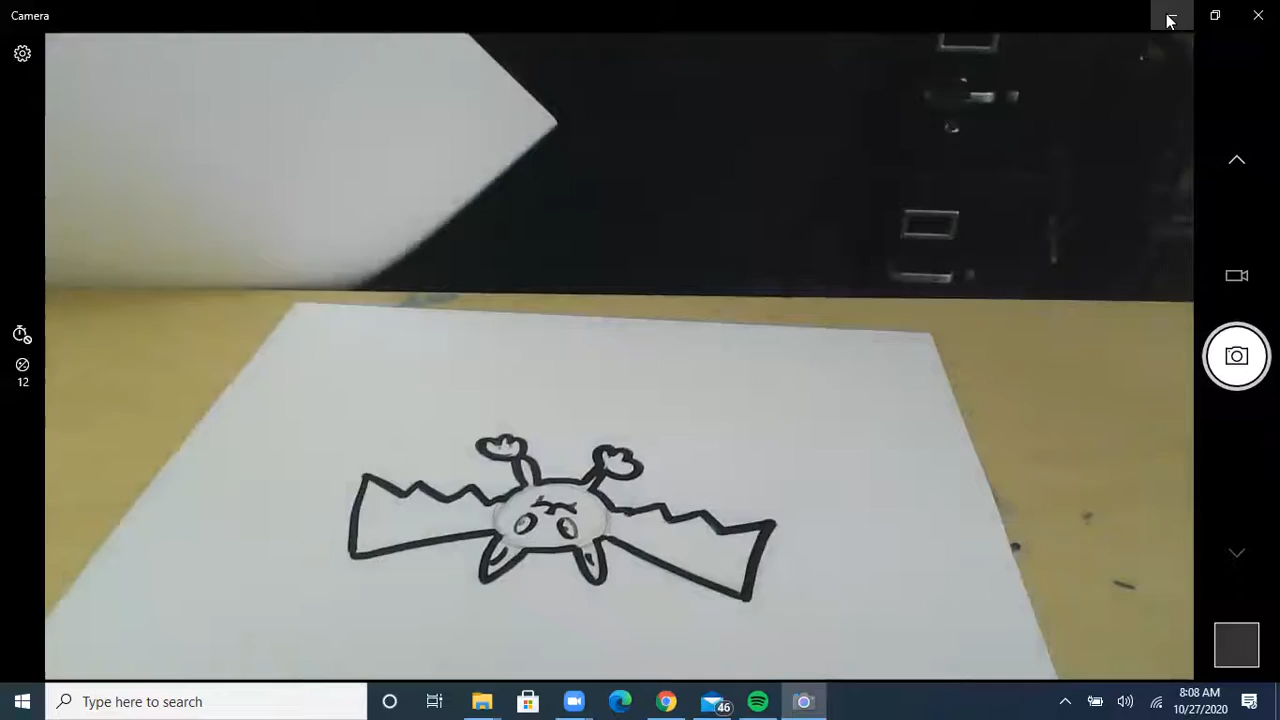 Camera
12
Type here to search
46
8:08 AM
10/27/2020